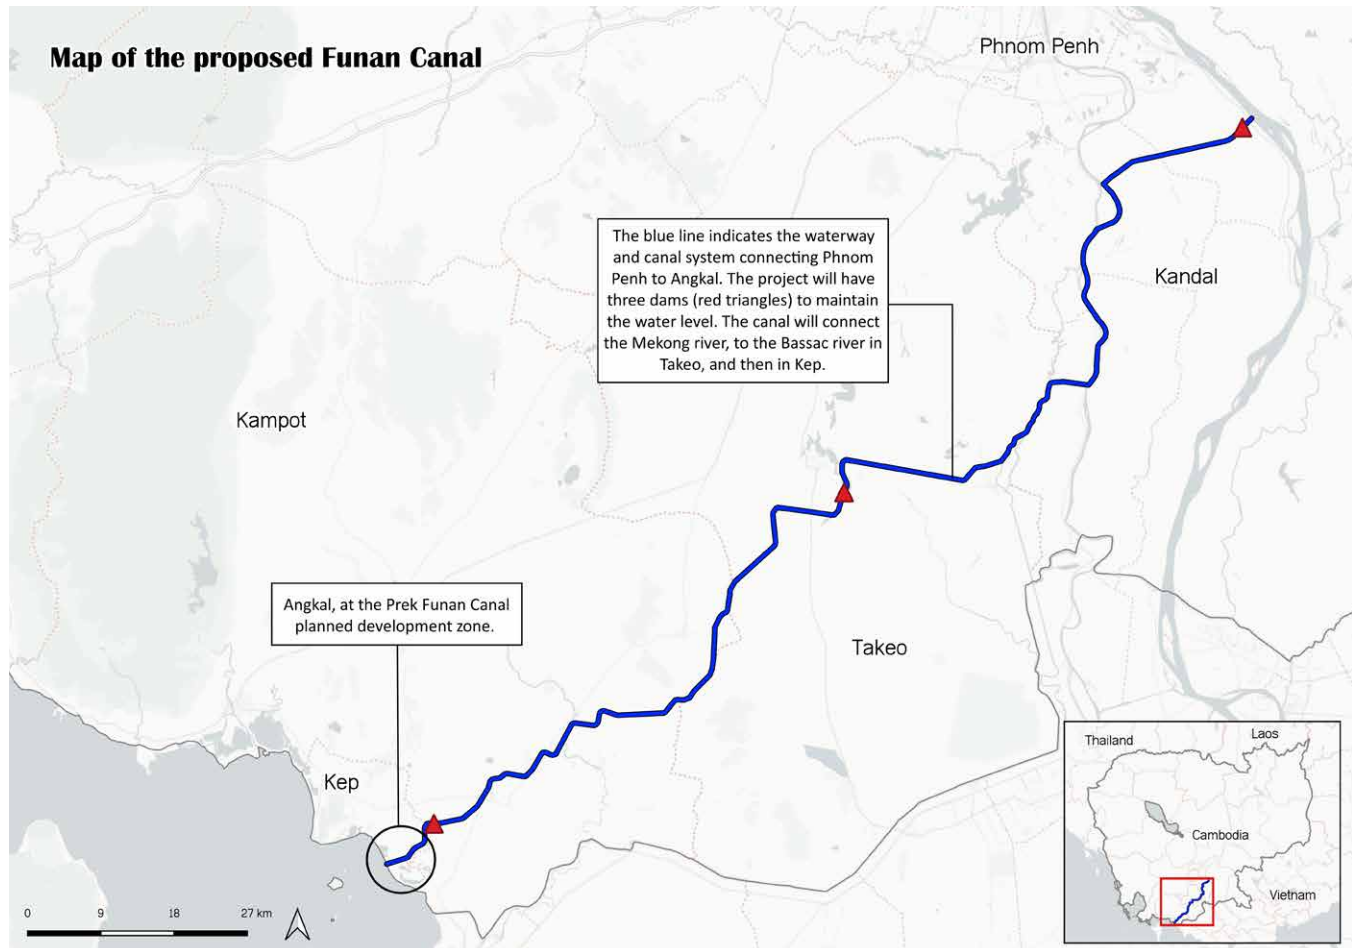 Map of the proposed Funan Canal
Phnom Penh
The blue line indicates the waterway
and canal system connecting Phnom
Penh to Angkal. The project will have
three dams (red triangles) to maintain
the water level. The canal will connect
the Mekong river, to the Bassac river in
Takeo, and then in Kep.
Kandal
Kampot
Angkal, at the Prek Funan Canal
planned development zone.
Takeo
Kep
Thailand
Laos
Cambodia
Vietnam
0 9 18 27 km